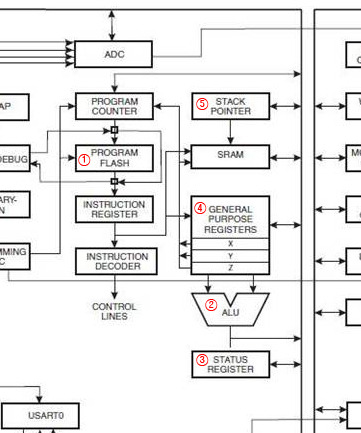 ADC
PROGRAM
COUNTER
⑤ STACK
POINTER
AP
① PROGRAM
FLASH
SRAM
DEBUG
ARY-
N
INSTRUCTION
REGISTER
④ GENERAL
PURPOSE
REGISTERS
X
Y
Z
MMING
C
INSTRUCTION
DECODER
② ALU
CONTROL
LINES
③ STATUS
REGISTER
USART0